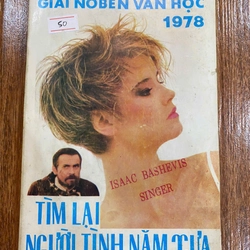 GIẢI NOBEN VĂN HỌC
1978
50
ISAAC BASHEVIS
SINGER
TÌM LẠI
NGƯỜI TÌNH NĂM XƯA